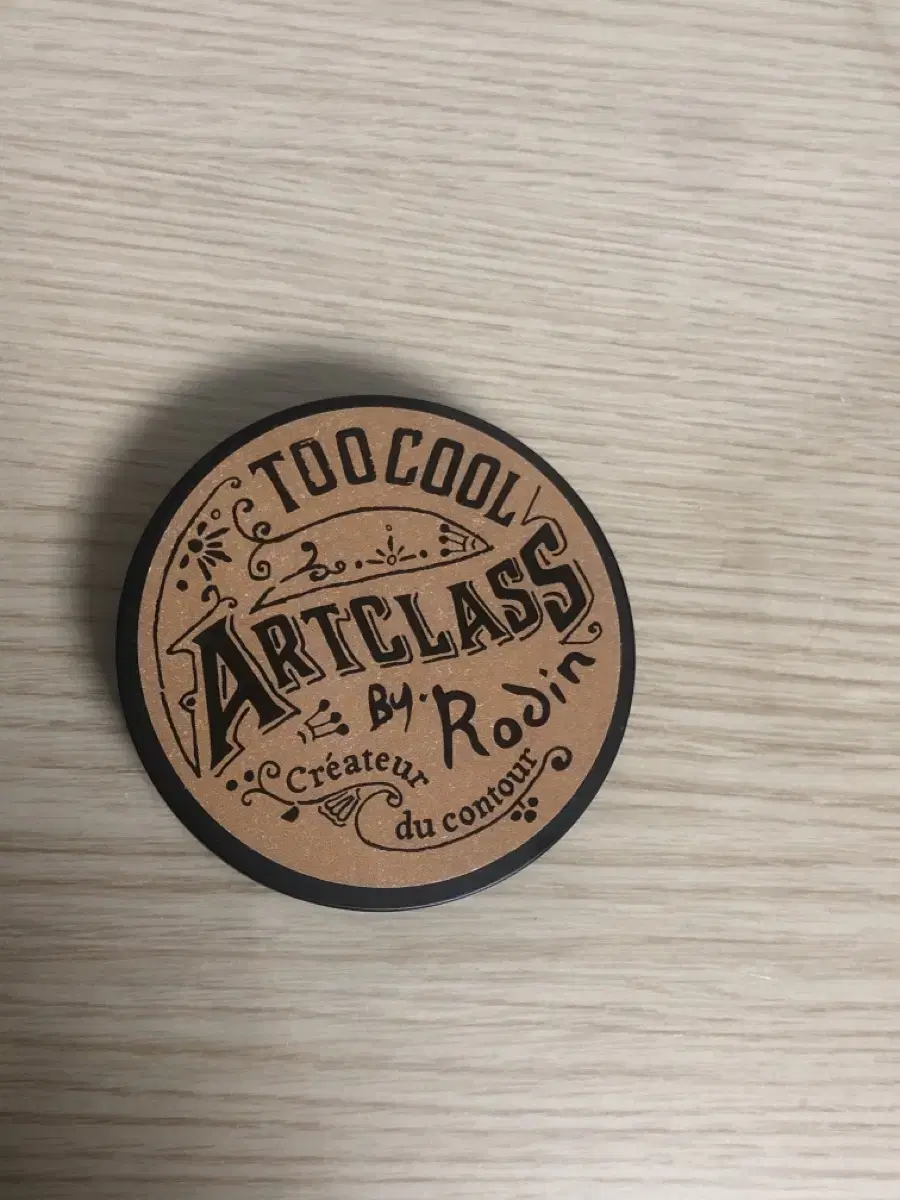 TOO COOL
ARTCLASS
By. Rodin
Créateur
du contour